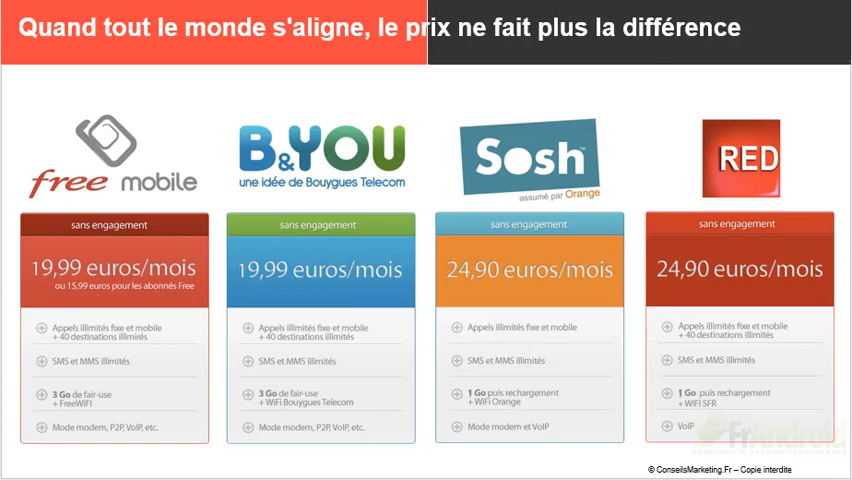 Quand tout le monde s'aligne, le prix ne fait plus la différence
free mobile
sans engagement
19,99 euros/mois
ou 15,99 euros pour les abonnés Free
Appels illimités fixe et mobile
+ 40 destinations illimirés
SMS et MMS illimités
3 Go de fair-use
+ FreeWIFI
Mode modem, P2P, VoIP, etc.
B&YOU
une idée de Bouygues Telecom
sans engagement
19,99 euros/mois
Appels illimités fixe et mobile
+ 40 destinations illimités
SMS et MMS illimités
3 Go de fair-use
+ WiFi Bouygues Telecom
Mode modem, P2P, VoIP, etc.
Sosh™
assumé par Orange
sans engagement
24,90 euros/mois
Appels illimités fixe et mobile
SMS et MMS illimités
1 Go puis rechargement
+ WiFi Orange
Mode modem et VoIP
RED
sans engagement
24,90 euros/mois
Appels illimités fixe et mobile
+ 40 destinations illimités
SMS et MMS illimités
1 Go puis rechargement
+ WIFI SFR
VoIP
FrAndroid
© ConseilsMarketing.Fr – Copie interdite